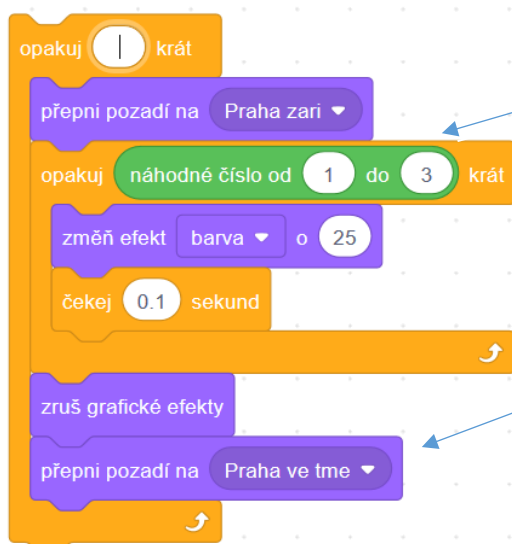 opakuj krát
přepni pozadí na Praha zari
opakuj náhodné číslo od 1 do 3 krát
změň efekt barva o 25
čekej 0.1 sekund
zruš grafické efekty
přepni pozadí na Praha ve tme